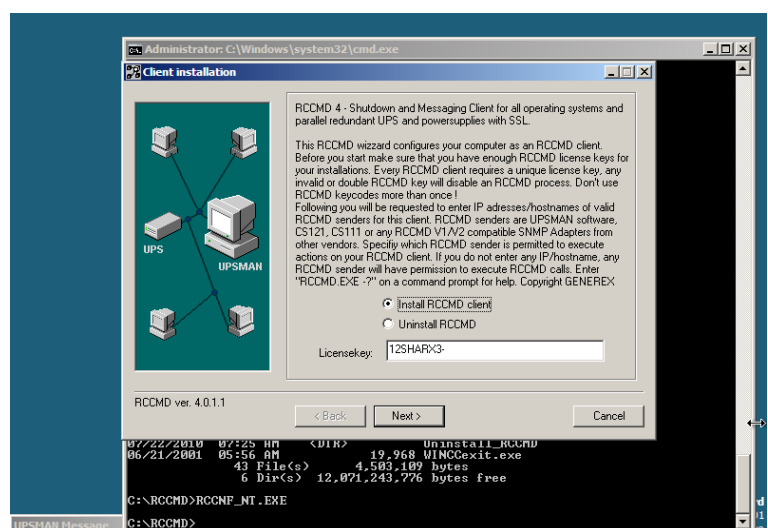 Administrator: C:\Windows\system32\cmd.exe
Client installation
RCCMD 4 - Shutdown and Messaging Client for all operating systems and
parallel redundant UPS and powersupplies with SSL.
This RCCMD wizzard configures your computer as an RCCMD client.
Before you start make sure that you have enough RCCMD license keys for
your installations. Every RCCMD client requires a unique license key, any
invalid or double RCCMD key will disable an RCCMD process. Don't use
RCCMD keycodes more than once !
Following you will be requested to enter IP adresses/hostnames of valid
RCCMD senders for this client. RCCMD senders are UPSMAN software,
CS121, CS111 or any RCCMD V1/V2 compatible SNMP Adapters from
other vendors. Specifiy which RCCMD sender is permitted to execute
actions on your RCCMD client. If you do not enter any IP/hostname, any
RCCMD sender will have permission to execute RCCMD calls. Enter
"RCCMD.EXE -?" on a command prompt for help. Copyright GENEREX
UPS
UPSMAN
Install RCCMD client
Uninstall RCCMD
Licensekey: 12SHARX3-
RCCMD ver. 4.0.1.1
< Back Next > Cancel
07/22/2010 07:25 AM <DIR> Uninstall_RCCMD
06/21/2001 05:56 AM 19,968 WINCCexit.exe
43 File(s) 4,503,109 bytes
6 Dir(s) 12,071,243,776 bytes free
C:\RCCMD>RCCNF_NT.EXE
C:\RCCMD>
UPSMAN Message